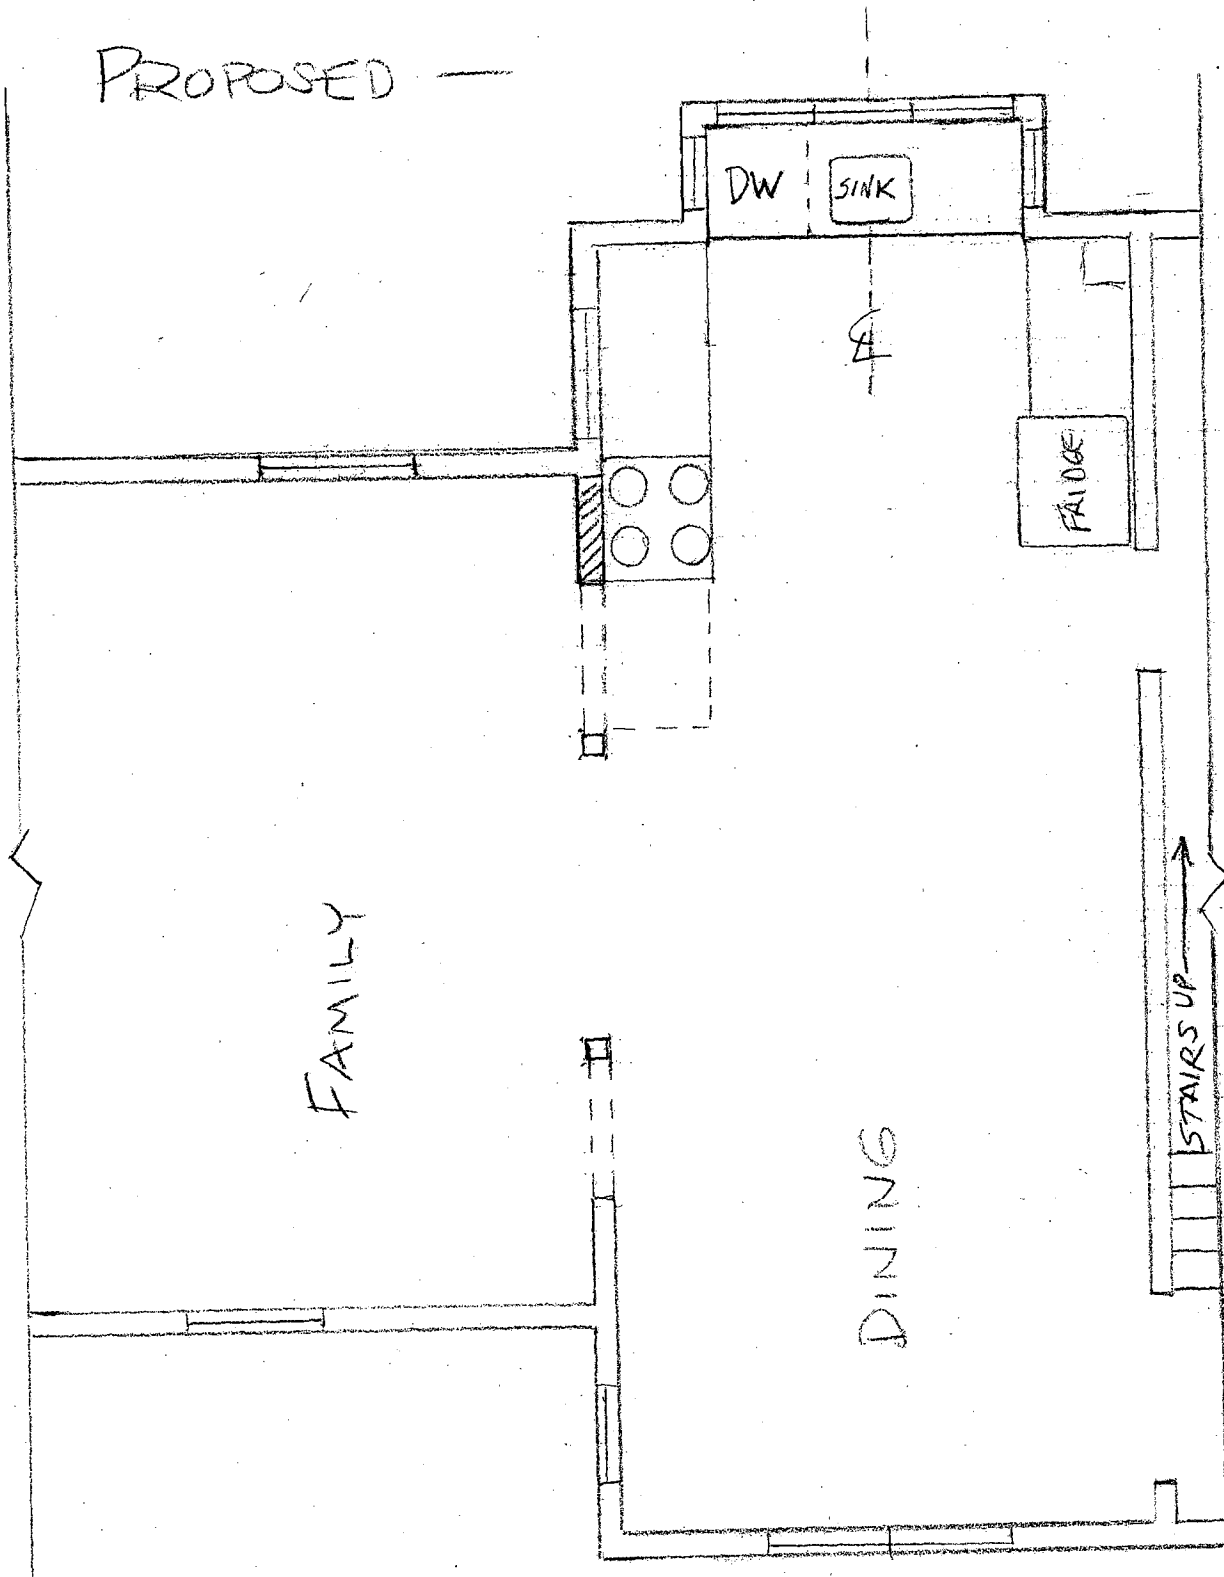 PROPOSED —
DW
SINK
℄
FRIDGE
FAMILY
STAIRS UP
DINING